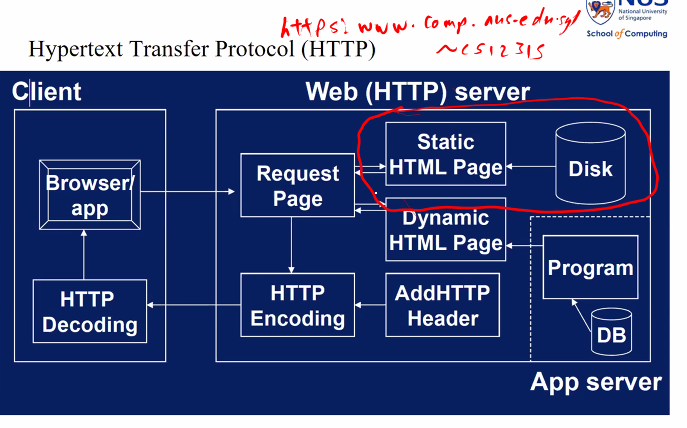 NUS
National University
of Singapore
School of Computing
https: www.comp.nus-edu.sg/
~cs1231s
Hypertext Transfer Protocol (HTTP)
Client
Web (HTTP) server
Browser/
app
Request
Page
Static
HTML Page
Disk
Dynamic
HTML Page
Program
HTTP
Decoding
HTTP
Encoding
AddHTTP
Header
DB
App server